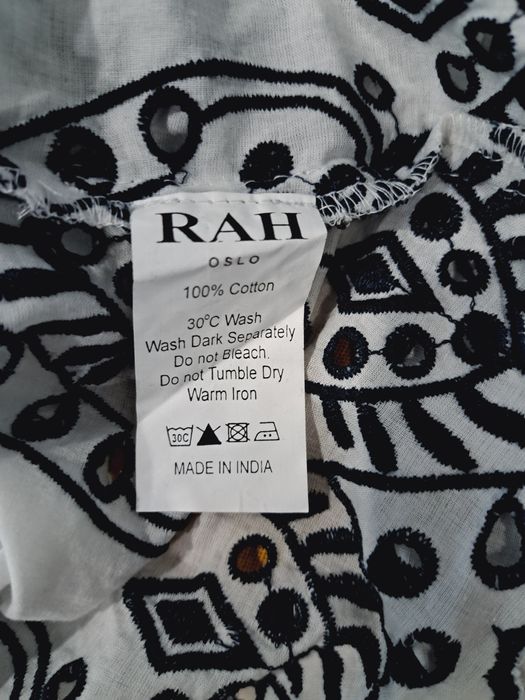 RAH
OSLO
100% Cotton
30°C Wash
Wash Dark Separately
Do not Bleach.
Do not Tumble Dry
Warm Iron
30C
MADE IN INDIA